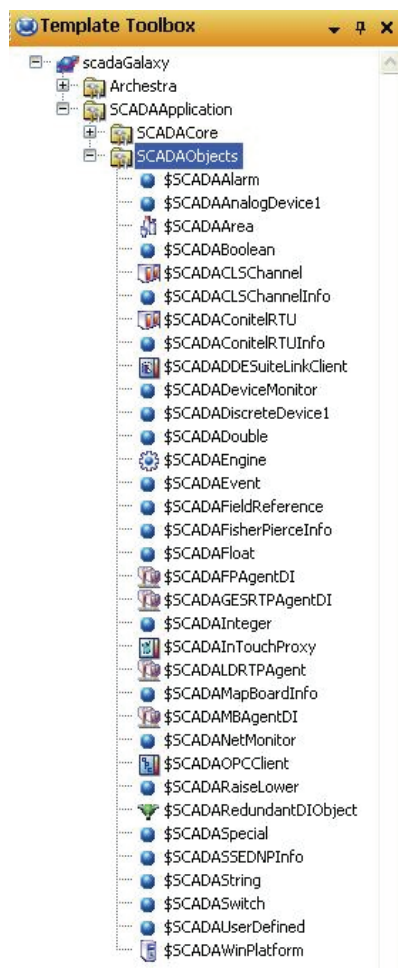 Template Toolbox
scadaGalaxy
Archestra
SCADAApplication
SCADACore
SCADAObjects
$SCADAAlarm
$SCADAAnalogDevice1
$SCADAArea
$SCADABoolean
$SCADACLSChannel
$SCADACLSChannelInfo
$SCADAConitelRTU
$SCADAConitelRTUInfo
$SCADADDESuiteLinkClient
$SCADADeviceMonitor
$SCADADiscreteDevice1
$SCADADouble
$SCADAEngine
$SCADAEvent
$SCADAFieldReference
$SCADAFisherPierceInfo
$SCADAFloat
$SCADAFPAgentDI
$SCADAGESRTPAgentDI
$SCADAInteger
$SCADAInTouchProxy
$SCADALDRTPAgent
$SCADAMapBoardInfo
$SCADAMBAgentDI
$SCADANetMonitor
$SCADAOPCClient
$SCADARaiseLower
$SCADARedundantDIObject
$SCADASpecial
$SCADASSEDNPInfo
$SCADAString
$SCADASwitch
$SCADAUserDefined
$SCADAWinPlatform